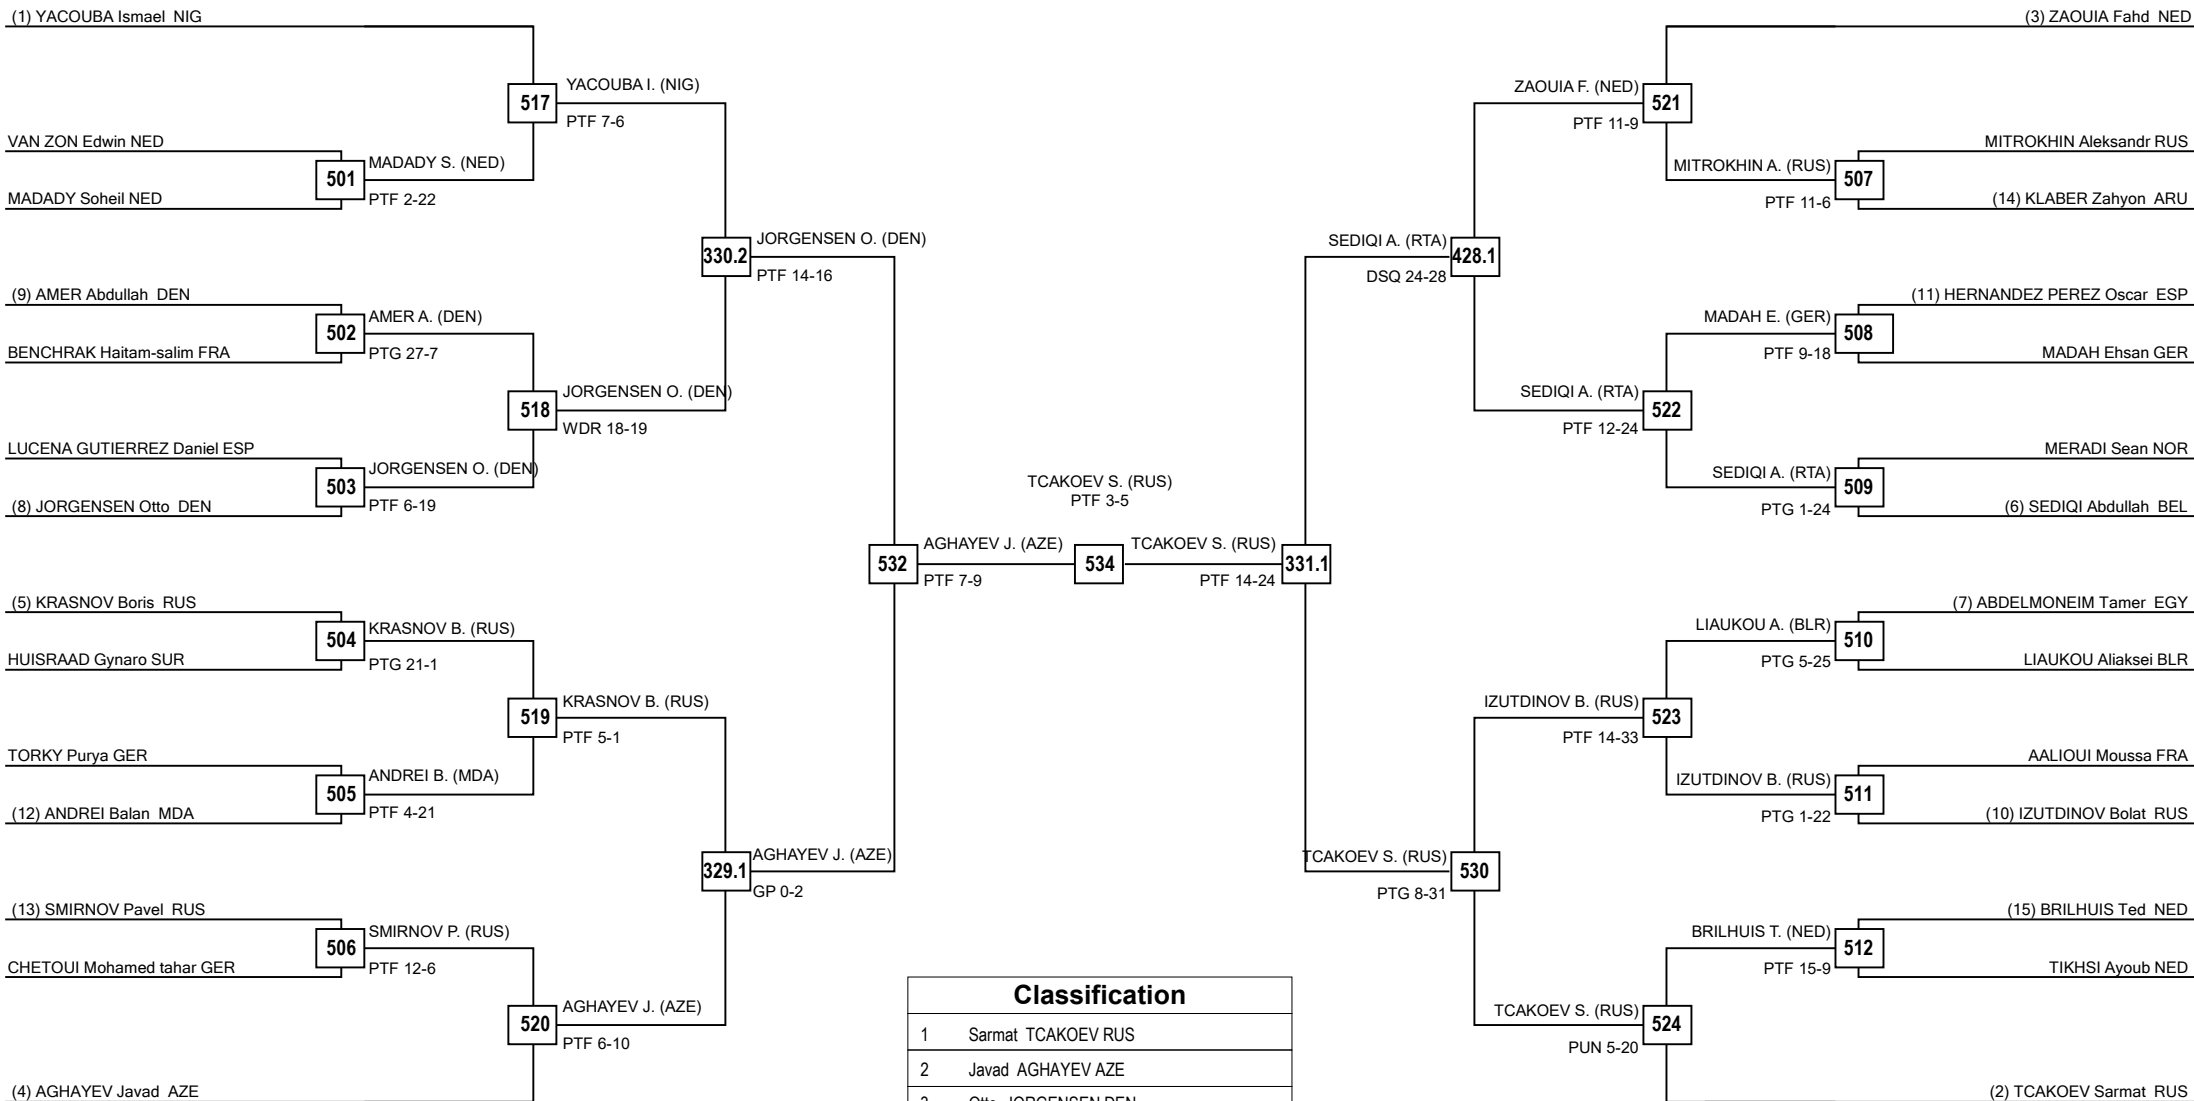 (1) YACOUBA Ismael NIG
(3) ZAOUIA Fahd NED
YACOUBA I. (NIG)
517
PTF 7-6
ZAOUIA F. (NED)
521
PTF 11-9
VAN ZON Edwin NED
MADADY S. (NED)
501
MADADY Soheil NED
PTF 2-22
MITROKHIN Aleksandr RUS
MITROKHIN A. (RUS)
507
PTF 11-6
(14) KLABER Zahyon ARU
JORGENSEN O. (DEN)
330.2
PTF 14-16
SEDIQI A. (RTA)
428.1
DSQ 24-28
(9) AMER Abdullah DEN
AMER A. (DEN)
502
BENCHRAK Haitam-salim FRA
PTG 27-7
(11) HERNANDEZ PEREZ Oscar ESP
MADAH E. (GER)
508
PTF 9-18
MADAH Ehsan GER
JORGENSEN O. (DEN)
518
WDR 18-19
SEDIQI A. (RTA)
522
PTF 12-24
LUCENA GUTIERREZ Daniel ESP
JORGENSEN O. (DEN)
503
(8) JORGENSEN Otto DEN
PTF 6-19
MERADI Sean NOR
SEDIQI A. (RTA)
509
PTG 1-24
(6) SEDIQI Abdullah BEL
TCAKOEV S. (RUS)
PTF 3-5
532
AGHAYEV J. (AZE)
PTF 7-9
534
TCAKOEV S. (RUS)
PTF 14-24
331.1
(5) KRASNOV Boris RUS
KRASNOV B. (RUS)
504
HUISRAAD Gynaro SUR
PTG 21-1
(7) ABDELMONEIM Tamer EGY
LIAUKOU A. (BLR)
510
PTG 5-25
LIAUKOU Aliaksei BLR
KRASNOV B. (RUS)
519
PTF 5-1
IZUTDINOV B. (RUS)
523
PTF 14-33
TORKY Purya GER
ANDREI B. (MDA)
505
(12) ANDREI Balan MDA
PTF 4-21
AALIOUI Moussa FRA
IZUTDINOV B. (RUS)
511
PTG 1-22
(10) IZUTDINOV Bolat RUS
AGHAYEV J. (AZE)
329.1
GP 0-2
TCAKOEV S. (RUS)
530
PTG 8-31
(13) SMIRNOV Pavel RUS
SMIRNOV P. (RUS)
506
CHETOUI Mohamed tahar GER
PTF 12-6
(15) BRILHUIS Ted NED
BRILHUIS T. (NED)
512
PTF 15-9
TIKHSI Ayoub NED
AGHAYEV J. (AZE)
520
PTF 6-10
TCAKOEV S. (RUS)
524
PUN 5-20
(4) AGHAYEV Javad AZE
(2) TCAKOEV Sarmat RUS
Classification
1 Sarmat TCAKOEV RUS
2 Javad AGHAYEV AZE
3 Otto JORGENSEN DEN